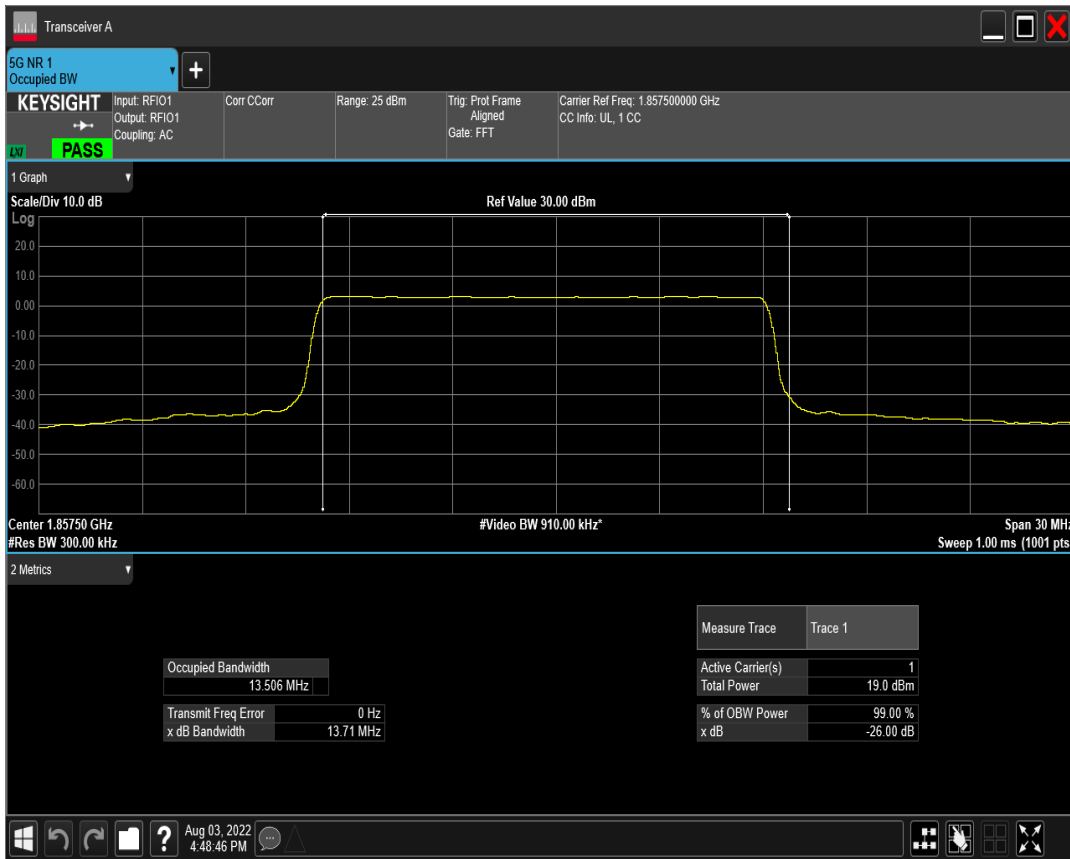 Transceiver A
5G NR 1
Occupied BW
+
KEYSIGHT
LXI
PASS
Input: RFIO1
Output: RFIO1
Coupling: AC
Corr CCorr
Range: 25 dBm
Trig: Prot Frame
Aligned
Gate: FFT
Carrier Ref Freq: 1.857500000 GHz
CC Info: UL, 1 CC
1 Graph
Scale/Div 10.0 dB
Ref Value 30.00 dBm
Log
20.0
10.0
0.00
-10.0
-20.0
-30.0
-40.0
-50.0
-60.0
Center 1.85750 GHz
#Video BW 910.00 kHz*
Span 30 MHz
#Res BW 300.00 kHz
Sweep 1.00 ms (1001 pts
2 Metrics
Measure Trace Trace 1
Occupied Bandwidth
13.506 MHz
Active Carrier(s) 1
Total Power 19.0 dBm
Transmit Freq Error 0 Hz
x dB Bandwidth 13.71 MHz
% of OBW Power 99.00 %
x dB -26.00 dB
?
Aug 03, 2022
4:48:46 PM